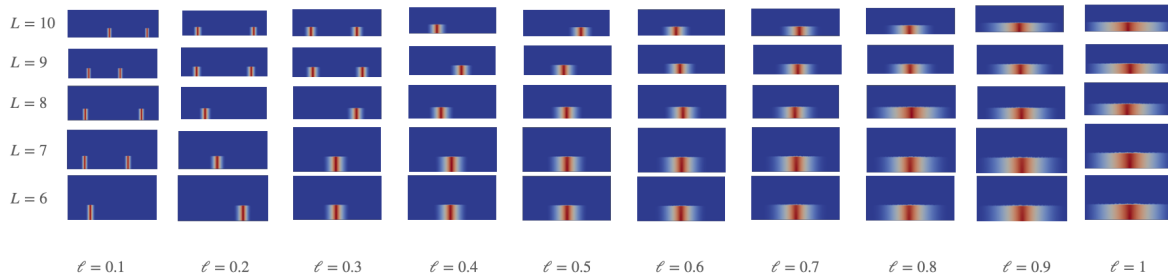 L = 10
L = 9
L = 8
L = 7
L = 6
ℓ = 0.1 ℓ = 0.2 ℓ = 0.3 ℓ = 0.4 ℓ = 0.5 ℓ = 0.6 ℓ = 0.7 ℓ = 0.8 ℓ = 0.9 ℓ = 1